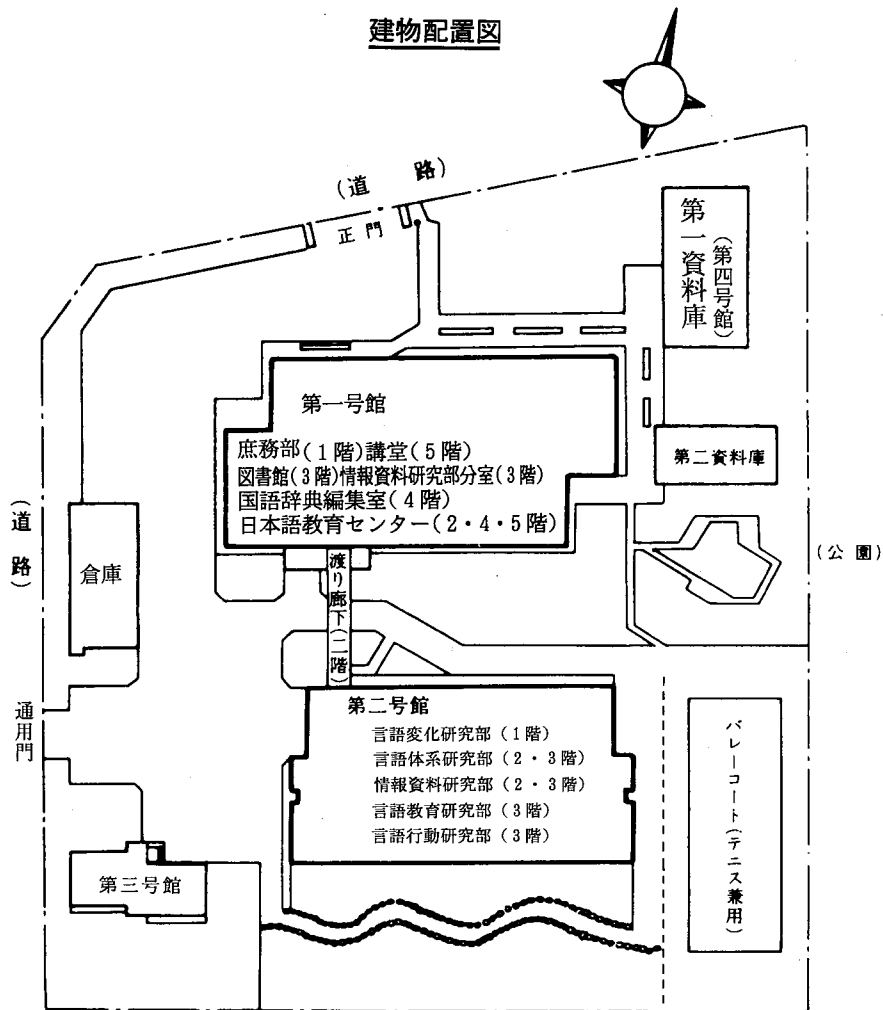 建物配置図
(道路)
正門
第一資料庫
(第四号館)
第一号館
庶務部(1階)講堂(5階)
図書館(3階)情報資料研究部分室(3階)
国語辞典編集室(4階)
日本語教育センター(2・4・5階)
第二資料庫
(道路)
倉庫
渡り廊下(二階)
(公園)
通用門
第二号館
言語変化研究部(1階)
言語体系研究部(2・3階)
情報資料研究部(2・3階)
言語教育研究部(3階)
言語行動研究部(3階)
バレーコート(テニス兼用)
第三号館